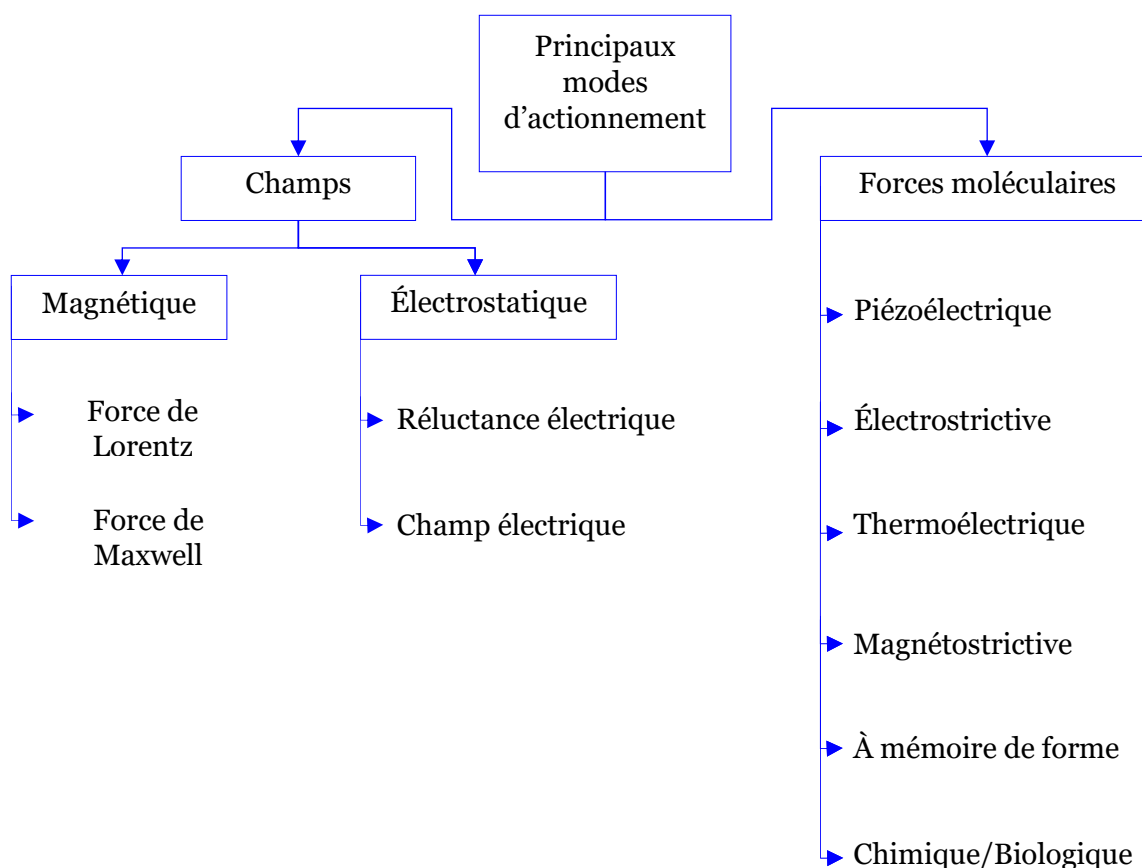 Principaux
modes
d’actionnement
Champs
Forces moléculaires
Magnétique
Électrostatique
Force de
Lorentz
Force de
Maxwell
Réluctance électrique
Champ électrique
Piézoélectrique
Électrostrictive
Thermoélectrique
Magnétostrictive
À mémoire de forme
Chimique/Biologique